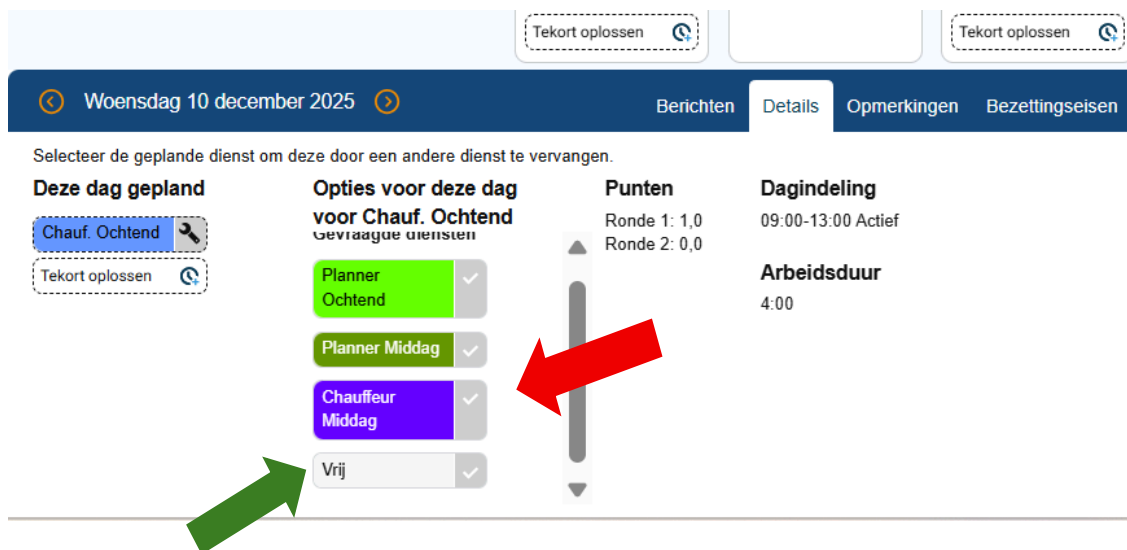 Tekort oplossen
Tekort oplossen
Woensdag 10 december 2025
Berichten
Details
Opmerkingen
Bezettingseisen
Selecteer de geplande dienst om deze door een andere dienst te vervangen.
Deze dag gepland
Chauf. Ochtend
Tekort oplossen
Opties voor deze dag
voor Chauf. Ochtend
Gevraagde diensten
Planner
Ochtend
Planner Middag
Chauffeur
Middag
Vrij
Punten
Ronde 1: 1,0
Ronde 2: 0,0
Dagindeling
09:00-13:00 Actief
Arbeidsduur
4:00